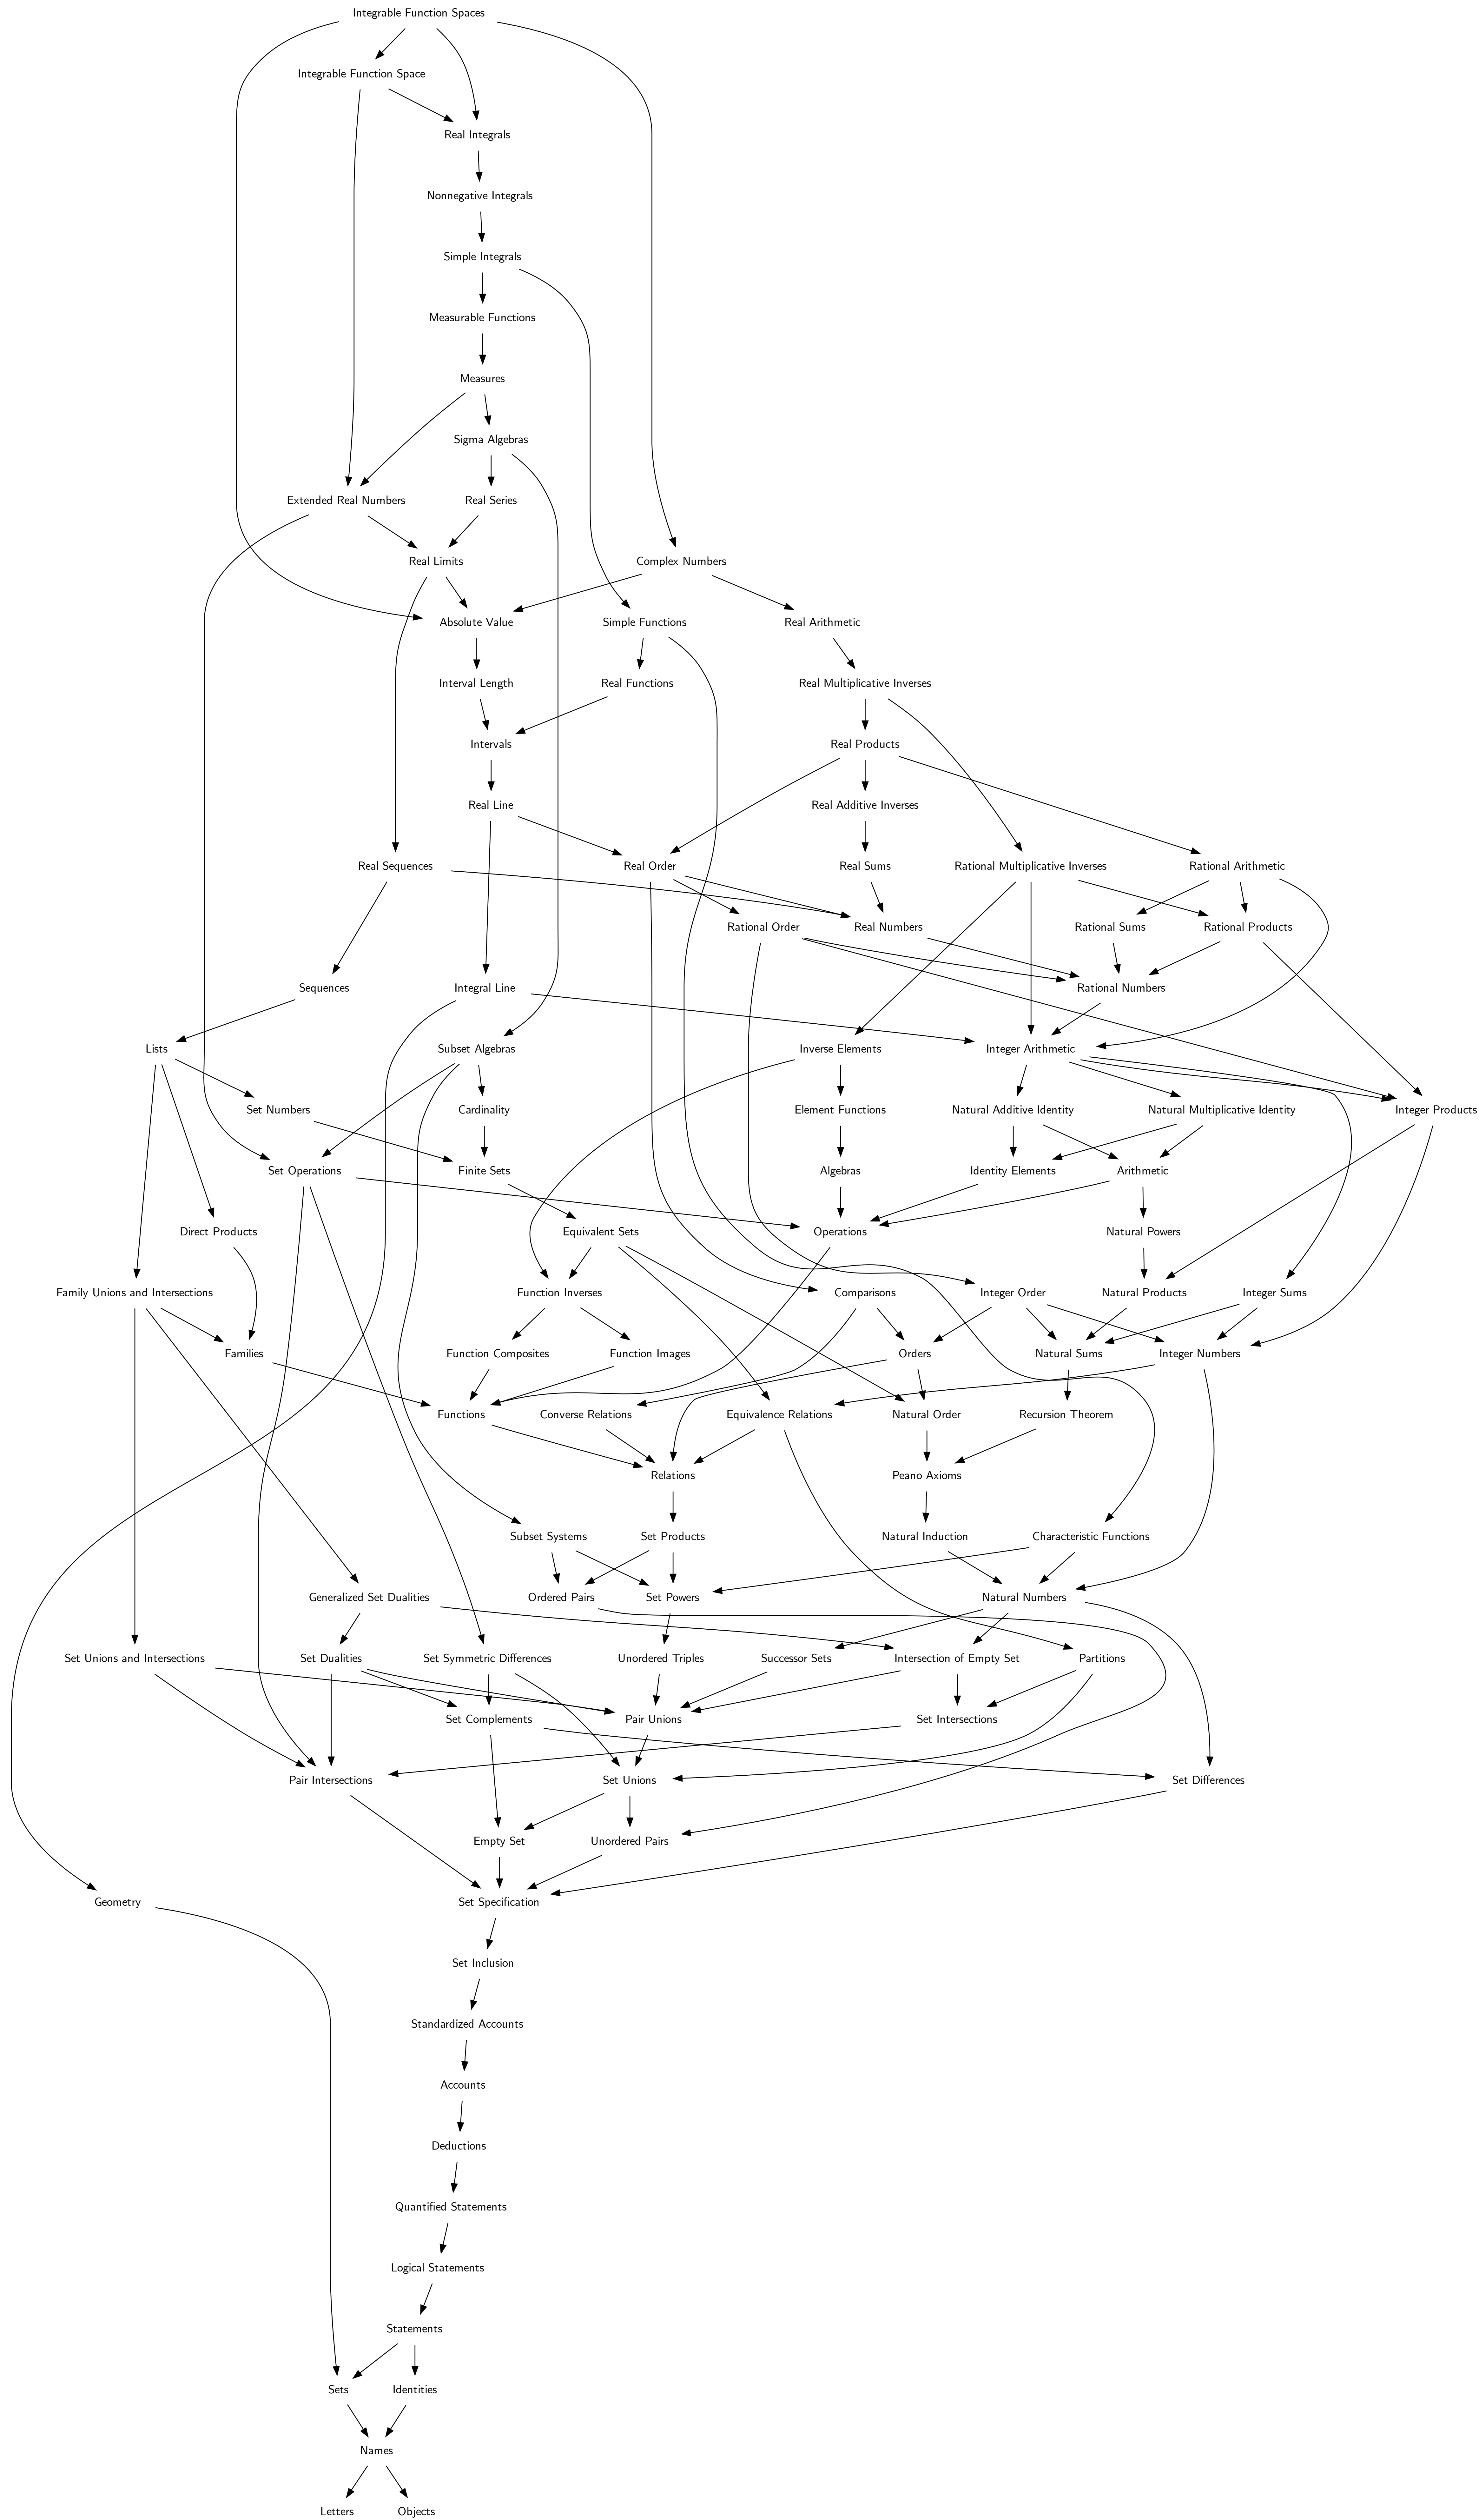 Integrable Function Spaces
Integrable Function Space
Real Integrals
Nonnegative Integrals
Simple Integrals
Measurable Functions
Measures
Sigma Algebras
Extended Real Numbers
Real Series
Real Limits
Complex Numbers
Absolute Value
Simple Functions
Real Arithmetic
Interval Length
Real Functions
Real Multiplicative Inverses
Intervals
Real Products
Real Line
Real Additive Inverses
Real Sequences
Real Order
Real Sums
Rational Multiplicative Inverses
Rational Arithmetic
Rational Order
Real Numbers
Rational Sums
Rational Products
Sequences
Integral Line
Rational Numbers
Lists
Subset Algebras
Inverse Elements
Integer Arithmetic
Set Numbers
Cardinality
Element Functions
Natural Additive Identity
Natural Multiplicative Identity
Integer Products
Set Operations
Finite Sets
Algebras
Identity Elements
Arithmetic
Direct Products
Equivalent Sets
Operations
Natural Powers
Family Unions and Intersections
Function Inverses
Comparisons
Integer Order
Natural Products
Integer Sums
Families
Function Composites
Function Images
Orders
Natural Sums
Integer Numbers
Functions
Converse Relations
Equivalence Relations
Natural Order
Recursion Theorem
Relations
Peano Axioms
Subset Systems
Set Products
Natural Induction
Characteristic Functions
Generalized Set Dualities
Ordered Pairs
Set Powers
Natural Numbers
Set Unions and Intersections
Set Dualities
Set Symmetric Differences
Unordered Triples
Successor Sets
Intersection of Empty Set
Partitions
Set Complements
Pair Unions
Set Intersections
Pair Intersections
Set Unions
Set Differences
Empty Set
Unordered Pairs
Geometry
Set Specification
Set Inclusion
Standardized Accounts
Accounts
Deductions
Quantified Statements
Logical Statements
Statements
Sets
Identities
Names
Letters
Objects